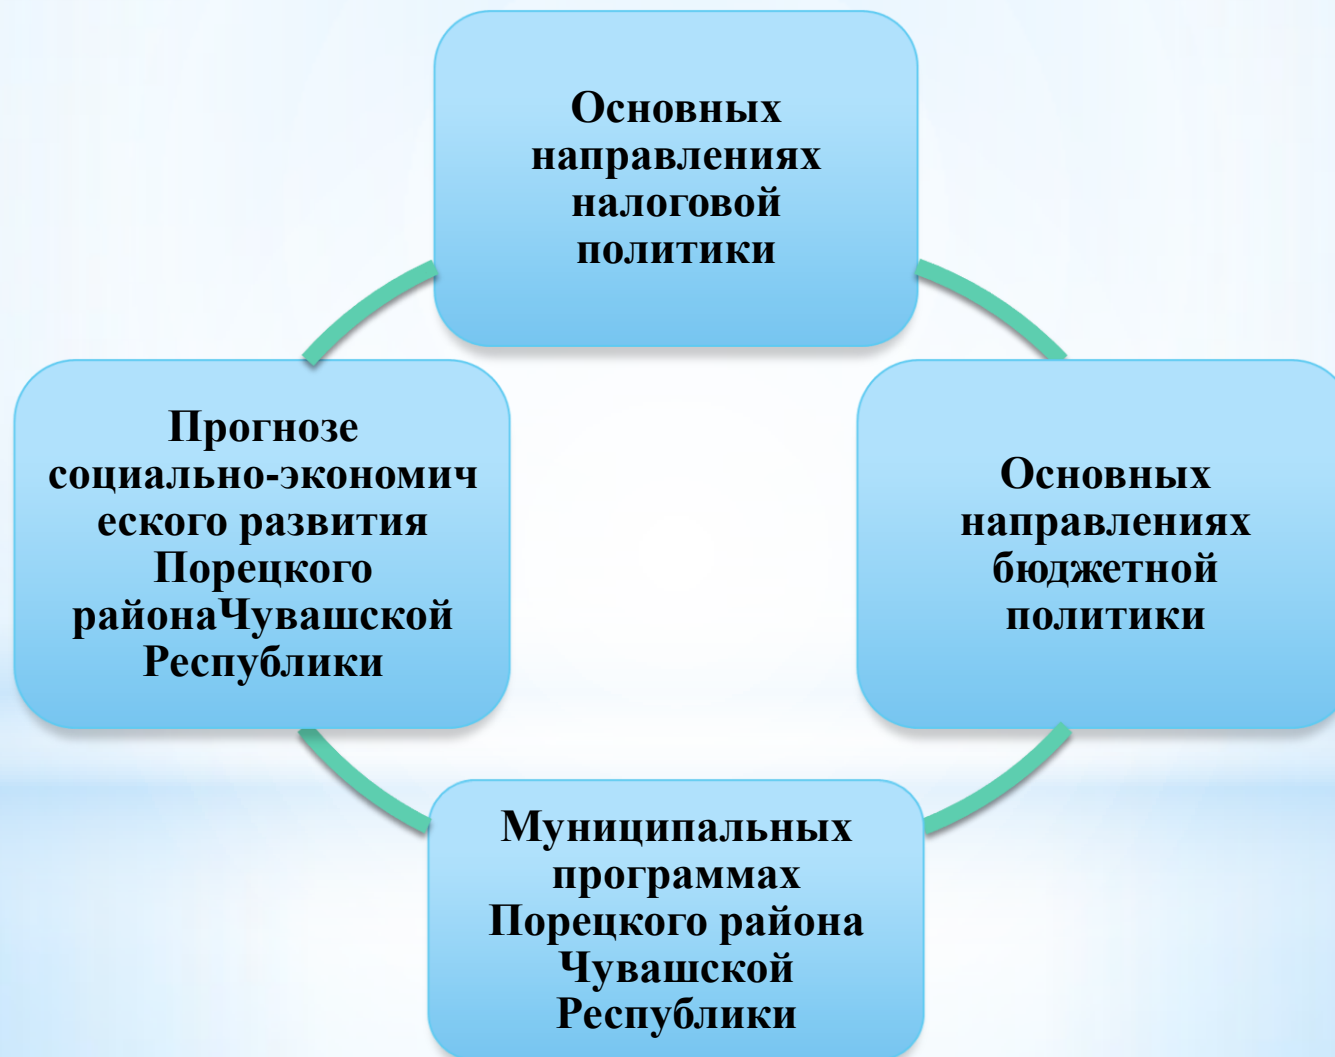 Основных
направлениях
налоговой
политики
Прогнозе
социально-экономич
еского развития
Порецкого
районаЧувашской
Республики
Основных
направлениях
бюджетной
политики
Муниципальных
программах
Порецкого района
Чувашской
Республики